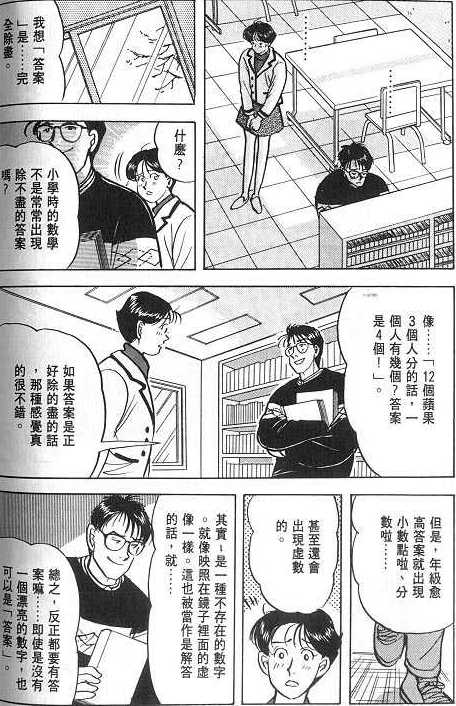 ………
………
我想「答案
」是……完
全除盡。
什麼?
小學時的數學
不是常常出現
除不盡的答案
嗎?
像……「12個蘋果
3個人分的話,一
個人有幾個?答案
是4個!」。
如果答案是正
好除的盡的話
,那種感覺真
的很不錯。
但是,年級愈
高答案就出現
小數點啦、分
數啦……
甚至還會
出現虛數
的。
其實i是一種不存在的數字
。就像映照在鏡子裡面的虛
像一樣。這也被當作是解答
的話,就……
總之,反正都要有答
案嘛……即使是沒有
一個漂亮的數字,也
可以是「答案」。